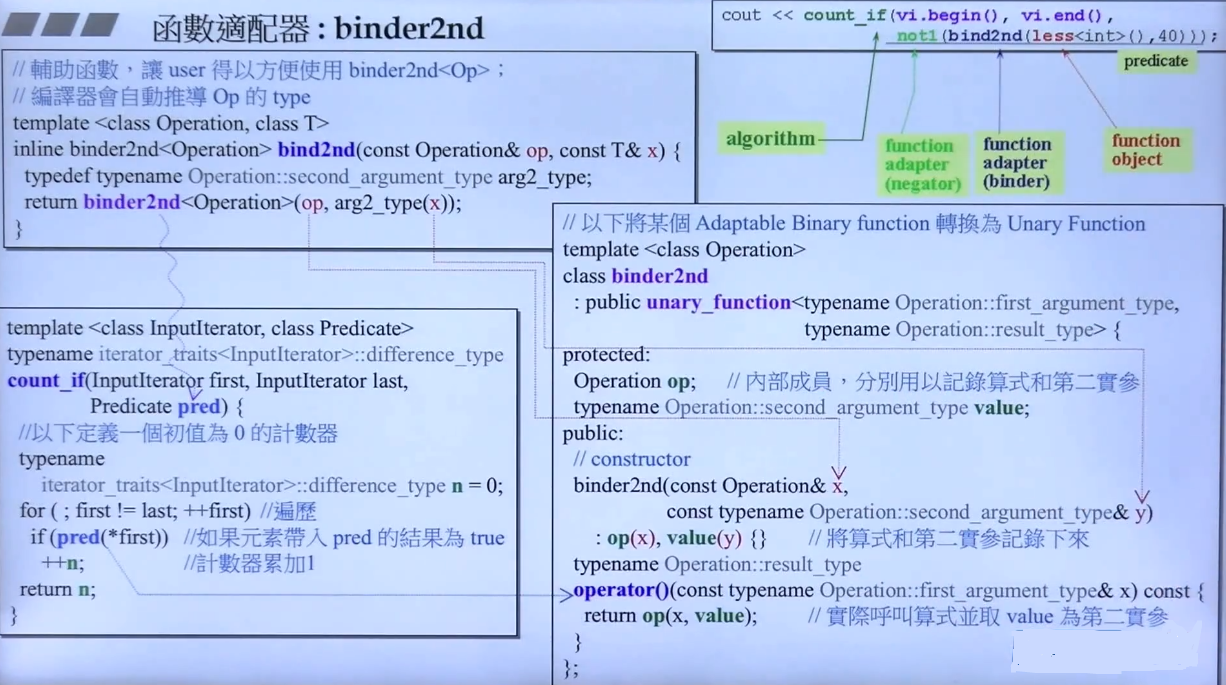 函數適配器 : binder2nd
cout << count_if(vi.begin(), vi.end(),
not1(bind2nd(less<int>(),40)));
predicate
algorithm
function
adapter
(negator)
function
adapter
(binder)
function
object
// 輔助函數，讓 user 得以方便使用 binder2nd<Op>；
// 編譯器會自動推導 Op 的 type
template <class Operation, class T>
inline binder2nd<Operation> bind2nd(const Operation& op, const T& x) {
typedef typename Operation::second_argument_type arg2_type;
return binder2nd<Operation>(op, arg2_type(x));
}
template <class InputIterator, class Predicate>
typename iterator_traits<InputIterator>::difference_type
count_if(InputIterator first, InputIterator last,
Predicate pred) {
//以下定義一個初值為 0 的計數器
typename
iterator_traits<InputIterator>::difference_type n = 0;
for ( ; first != last; ++first) //遍歷
if (pred(*first)) //如果元素帶入 pred 的結果為 true
++n; //計數器累加1
return n;
}
// 以下將某個 Adaptable Binary function 轉換為 Unary Function
template <class Operation>
class binder2nd
: public unary_function<typename Operation::first_argument_type,
typename Operation::result_type> {
protected:
Operation op; // 內部成員，分別用以記錄算式和第二實參
typename Operation::second_argument_type value;
public:
// constructor
binder2nd(const Operation& x,
const typename Operation::second_argument_type& y)
: op(x), value(y) {} // 將算式和第二實參記錄下來
typename Operation::result_type
operator()(const typename Operation::first_argument_type& x) const {
return op(x, value); // 實際呼叫算式並取 value 為第二實參
}
};